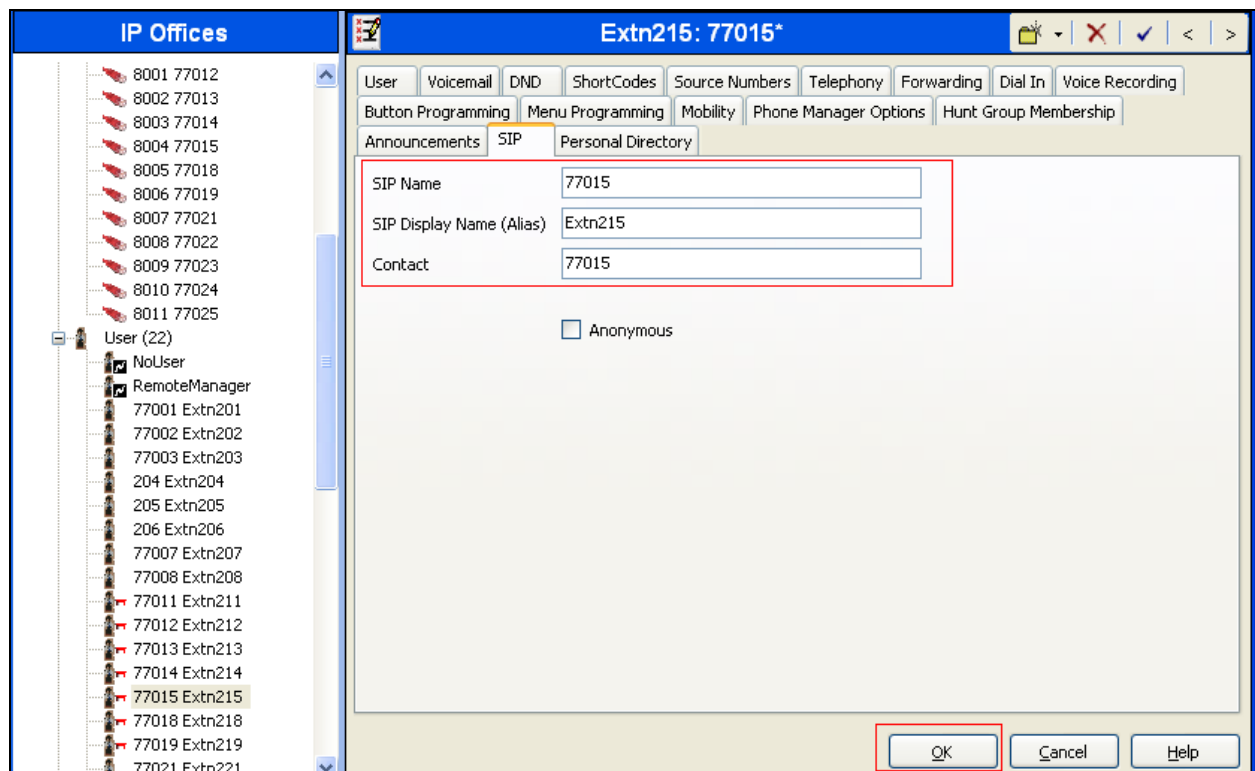 IP Offices
8001 77012
8002 77013
8003 77014
8004 77015
8005 77018
8006 77019
8007 77021
8008 77022
8009 77023
8010 77024
8011 77025
User (22)
NoUser
RemoteManager
77001 Extn201
77002 Extn202
77003 Extn203
204 Extn204
205 Extn205
206 Extn206
77007 Extn207
77008 Extn208
77011 Extn211
77012 Extn212
77013 Extn213
77014 Extn214
77015 Extn215
77018 Extn218
77019 Extn219
77021 Extn221
Extn215: 77015*
User Voicemail DND ShortCodes Source Numbers Telephony Forwarding Dial In Voice Recording
Button Programming Menu Programming Mobility Phone Manager Options Hunt Group Membership
Announcements SIP Personal Directory
SIP Name 77015
SIP Display Name (Alias) Extn215
Contact 77015
Anonymous
OK Cancel Help